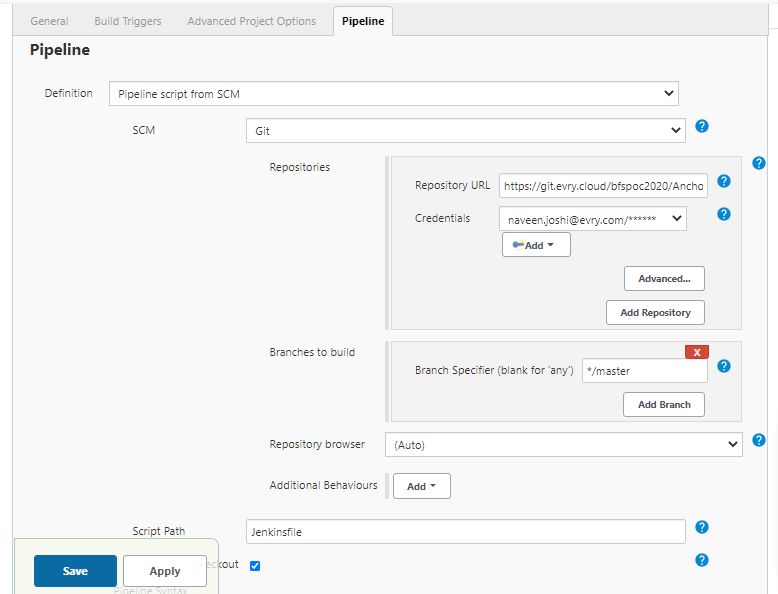 General Build Triggers Advanced Project Options Pipeline
Pipeline
Definition Pipeline script from SCM
SCM Git
Repositories
Repository URL https://git.evry.cloud/bfspoc2020/Ancho
Credentials naveen.joshi@evry.com/******
Add
Advanced...
Add Repository
Branches to build
X
Branch Specifier (blank for 'any') */master
Add Branch
Repository browser (Auto)
Additional Behaviours Add
Script Path Jenkinsfile
ckout
Save Apply
Pipeline Syntax